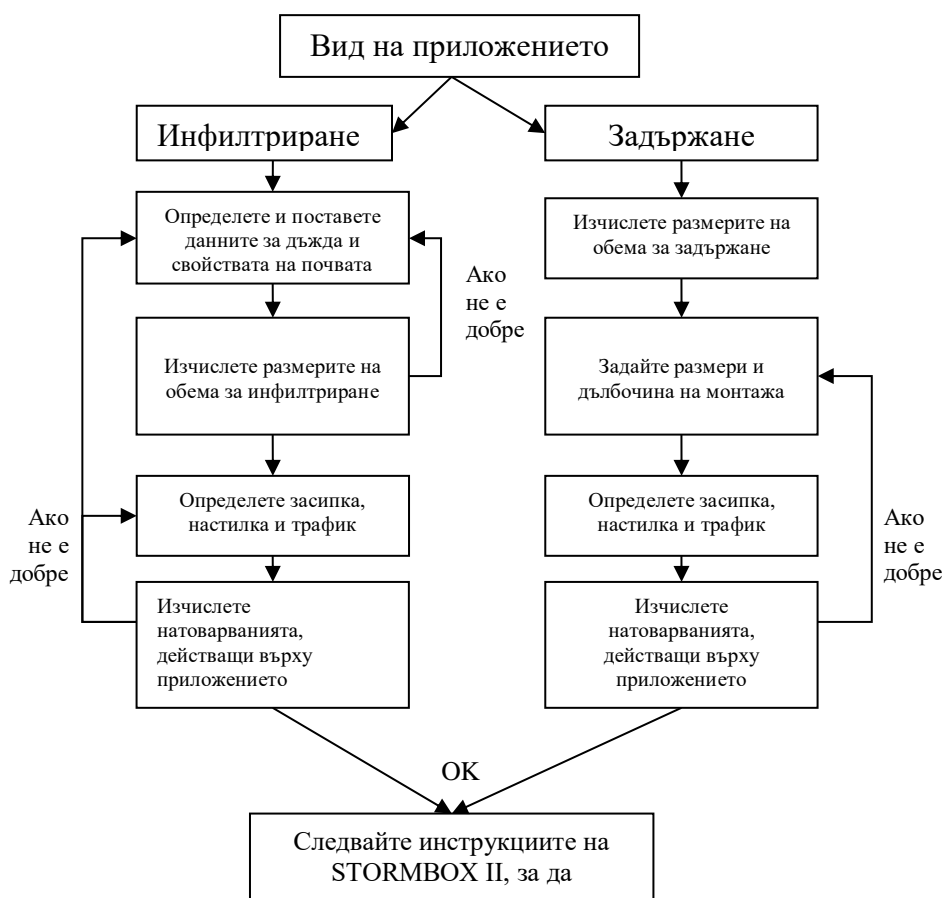 Вид на приложението
Инфилтриране
Задържане
Определете и поставете
данните за дъжда и
свойствата на почвата
Изчислете размерите на
обема за задържане
Ако
не е
добре
Изчислете размерите на
обема за инфилтриране
Задайте размери и
дълбочина на монтажа
Определете засипка,
настилка и трафик
Определете засипка,
настилка и трафик
Ако
не е
добре
Ако
не е
добре
Изчислете
натоварванията,
действащи върху
приложението
Изчислете
натоварванията,
действащи върху
приложението
OK
Следвайте инструкциите на
STORMBOX II, за да